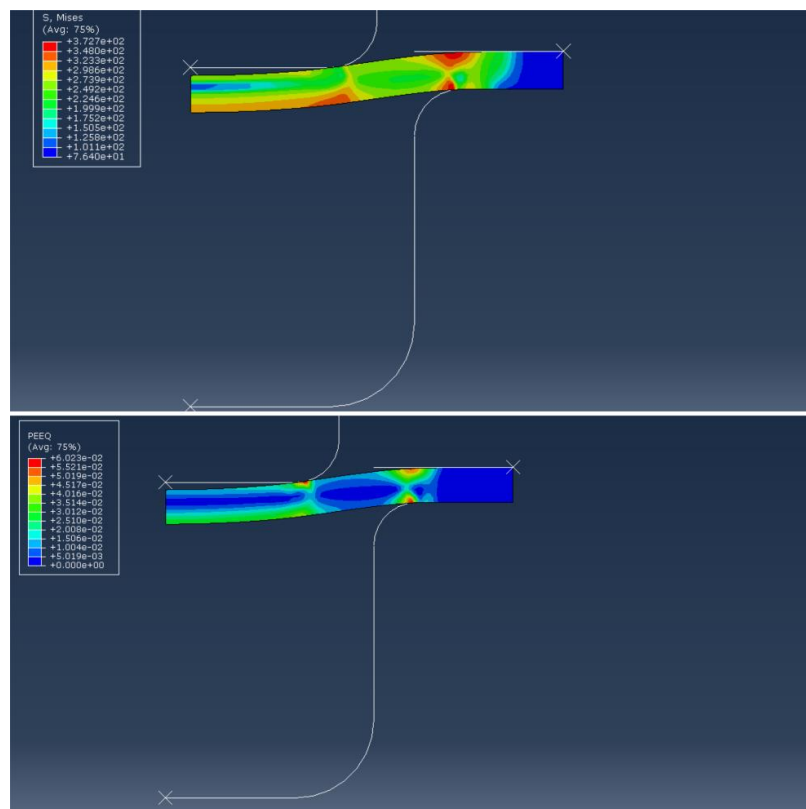 S, Mises
(Avg: 75%)
+3.727e+02
+3.480e+02
+3.233e+02
+2.986e+02
+2.739e+02
+2.492e+02
+2.246e+02
+1.999e+02
+1.752e+02
+1.505e+02
+1.258e+02
+1.011e+02
+7.640e+01
PEEQ
(Avg: 75%)
+6.023e-02
+5.521e-02
+5.019e-02
+4.517e-02
+4.016e-02
+3.514e-02
+3.012e-02
+2.510e-02
+2.008e-02
+1.506e-02
+1.004e-02
+5.019e-03
+0.000e+00